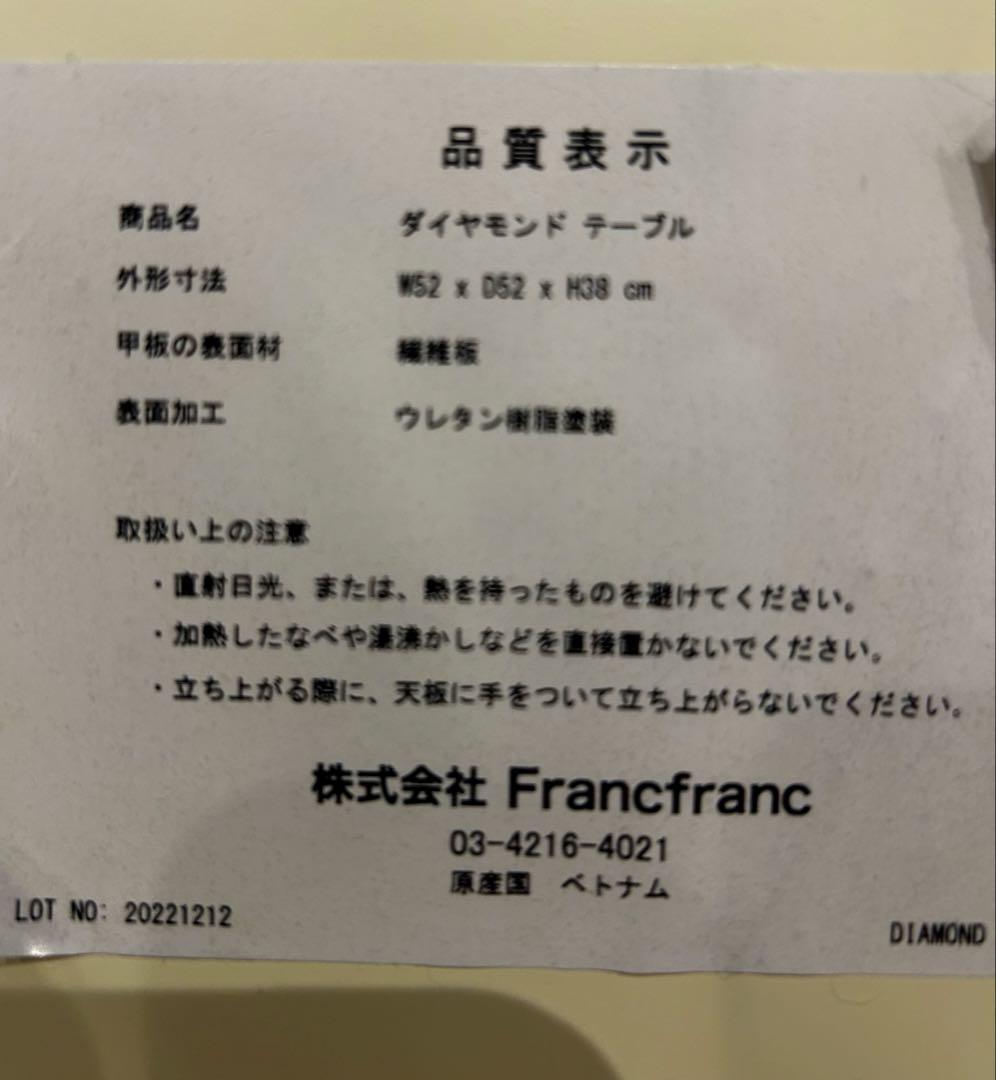 品質表示
商品名 ダイヤモンド テーブル
外形寸法 W52 x D52 x H38 cm
甲板の表面材 繊維板
表面加工 ウレタン樹脂塗装
取扱い上の注意
・直射日光、または、熱を持ったものを避けてください。
・加熱したなべや湯沸かしなどを直接置かないでください。
・立ち上がる際に、天板に手をついて立ち上がらないでください。
株式会社 Francfranc
03-4216-4021
原産国 ベトナム
LOT NO: 20221212
DIAMOND